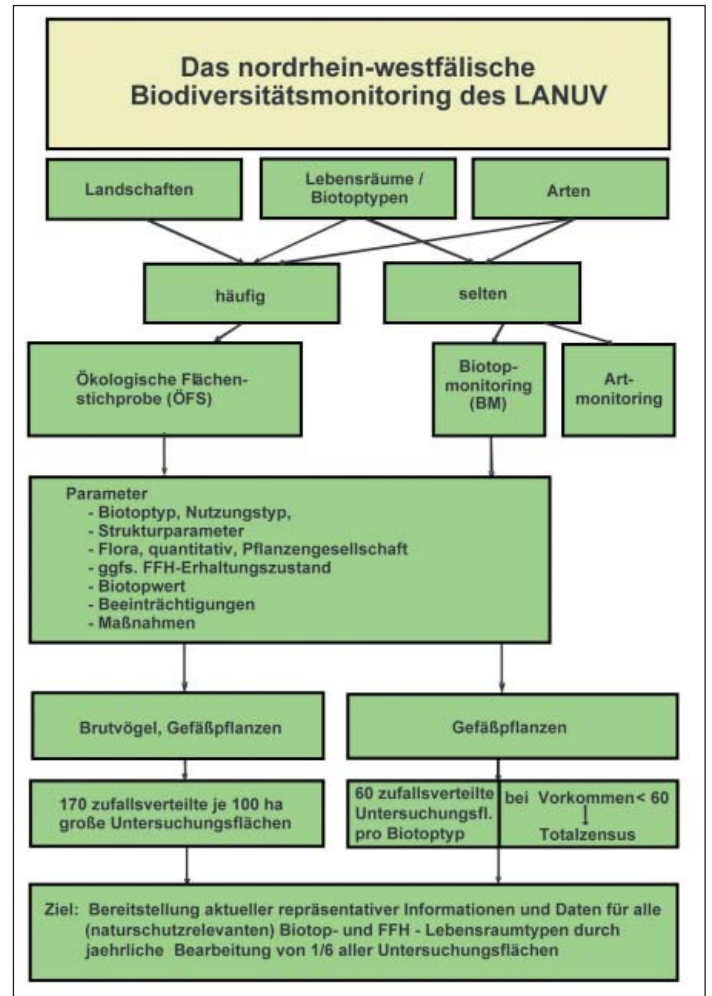 Das nordrhein-westfälische
Biodiversitätsmonitoring des LANUV
Landschaften
Lebensräume /
Biotoptypen
Arten
häufig
selten
Ökologische Flächen-
stichprobe (ÖFS)
Biotop-
monitoring
(BM)
Art-
monitoring
Parameter
- Biotoptyp, Nutzungstyp,
- Strukturparameter
- Flora, quantitativ, Pflanzengesellschaft
- ggfs. FFH-Erhaltungszustand
- Biotopwert
- Beeinträchtigungen
- Maßnahmen
Brutvögel, Gefäßpflanzen
Gefäßpflanzen
170 zufallsverteilte je 100 ha
große Untersuchungsflächen
60 zufallsverteilte
Untersuchungsfl.
pro Biotoptyp
bei Vorkommen < 60
Totalzensus
Ziel: Bereitstellung aktueller repräsentativer Informationen und Daten für alle
(naturschutzrelevanten) Biotop- und FFH - Lebensraumtypen durch
jaehrliche Bearbeitung von 1/6 aller Untersuchungsflächen